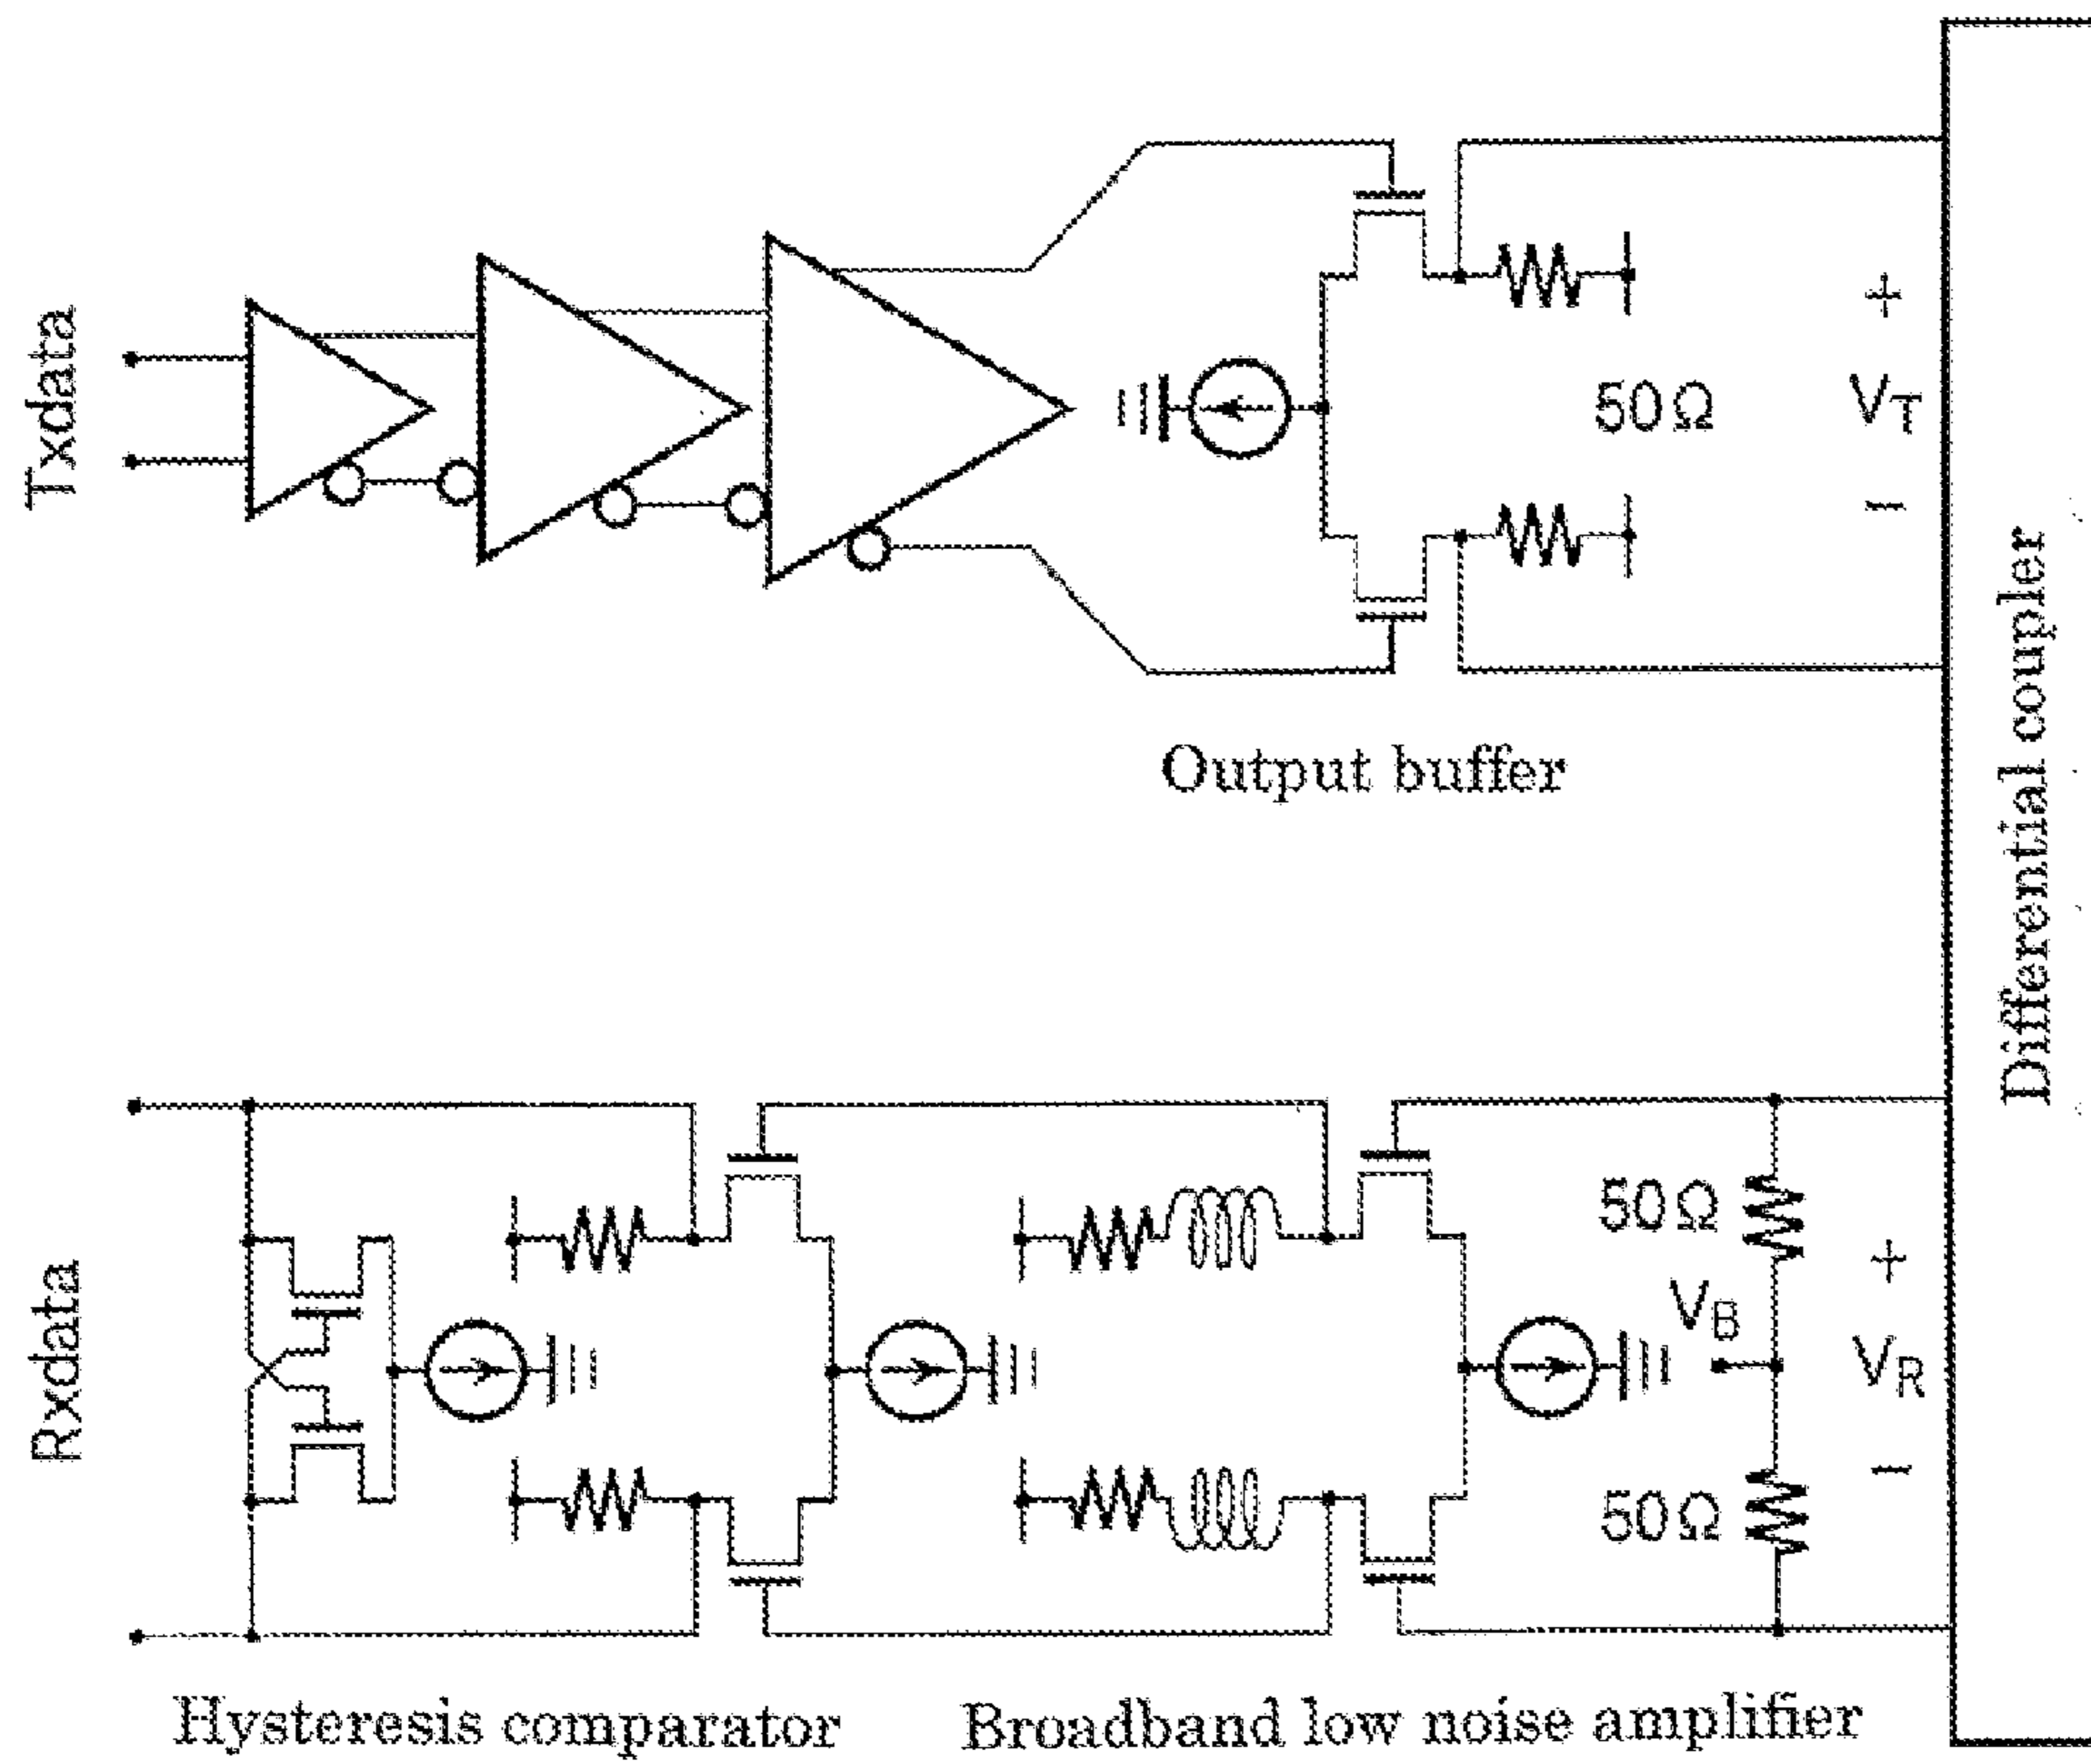 Txdata
50Ω
+
V_T
−
Output buffer
Differential coupler
Rxdata
50Ω
V_B
50Ω
+
V_R
−
Hysteresis comparator
Broadband low noise amplifier